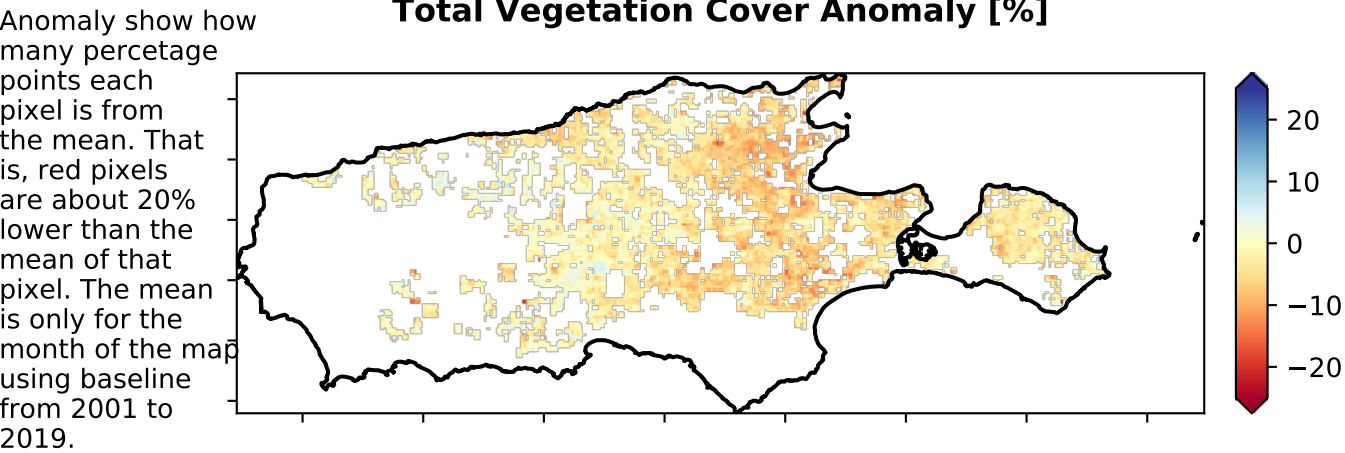 Total Vegetation Cover Anomaly [%]
Anomaly show how
many percetage
points each
pixel is from
the mean. That
is, red pixels
are about 20%
lower than the
mean of that
pixel. The mean
is only for the
month of the map
using baseline
from 2001 to
2019.
20
10
0
−10
−20